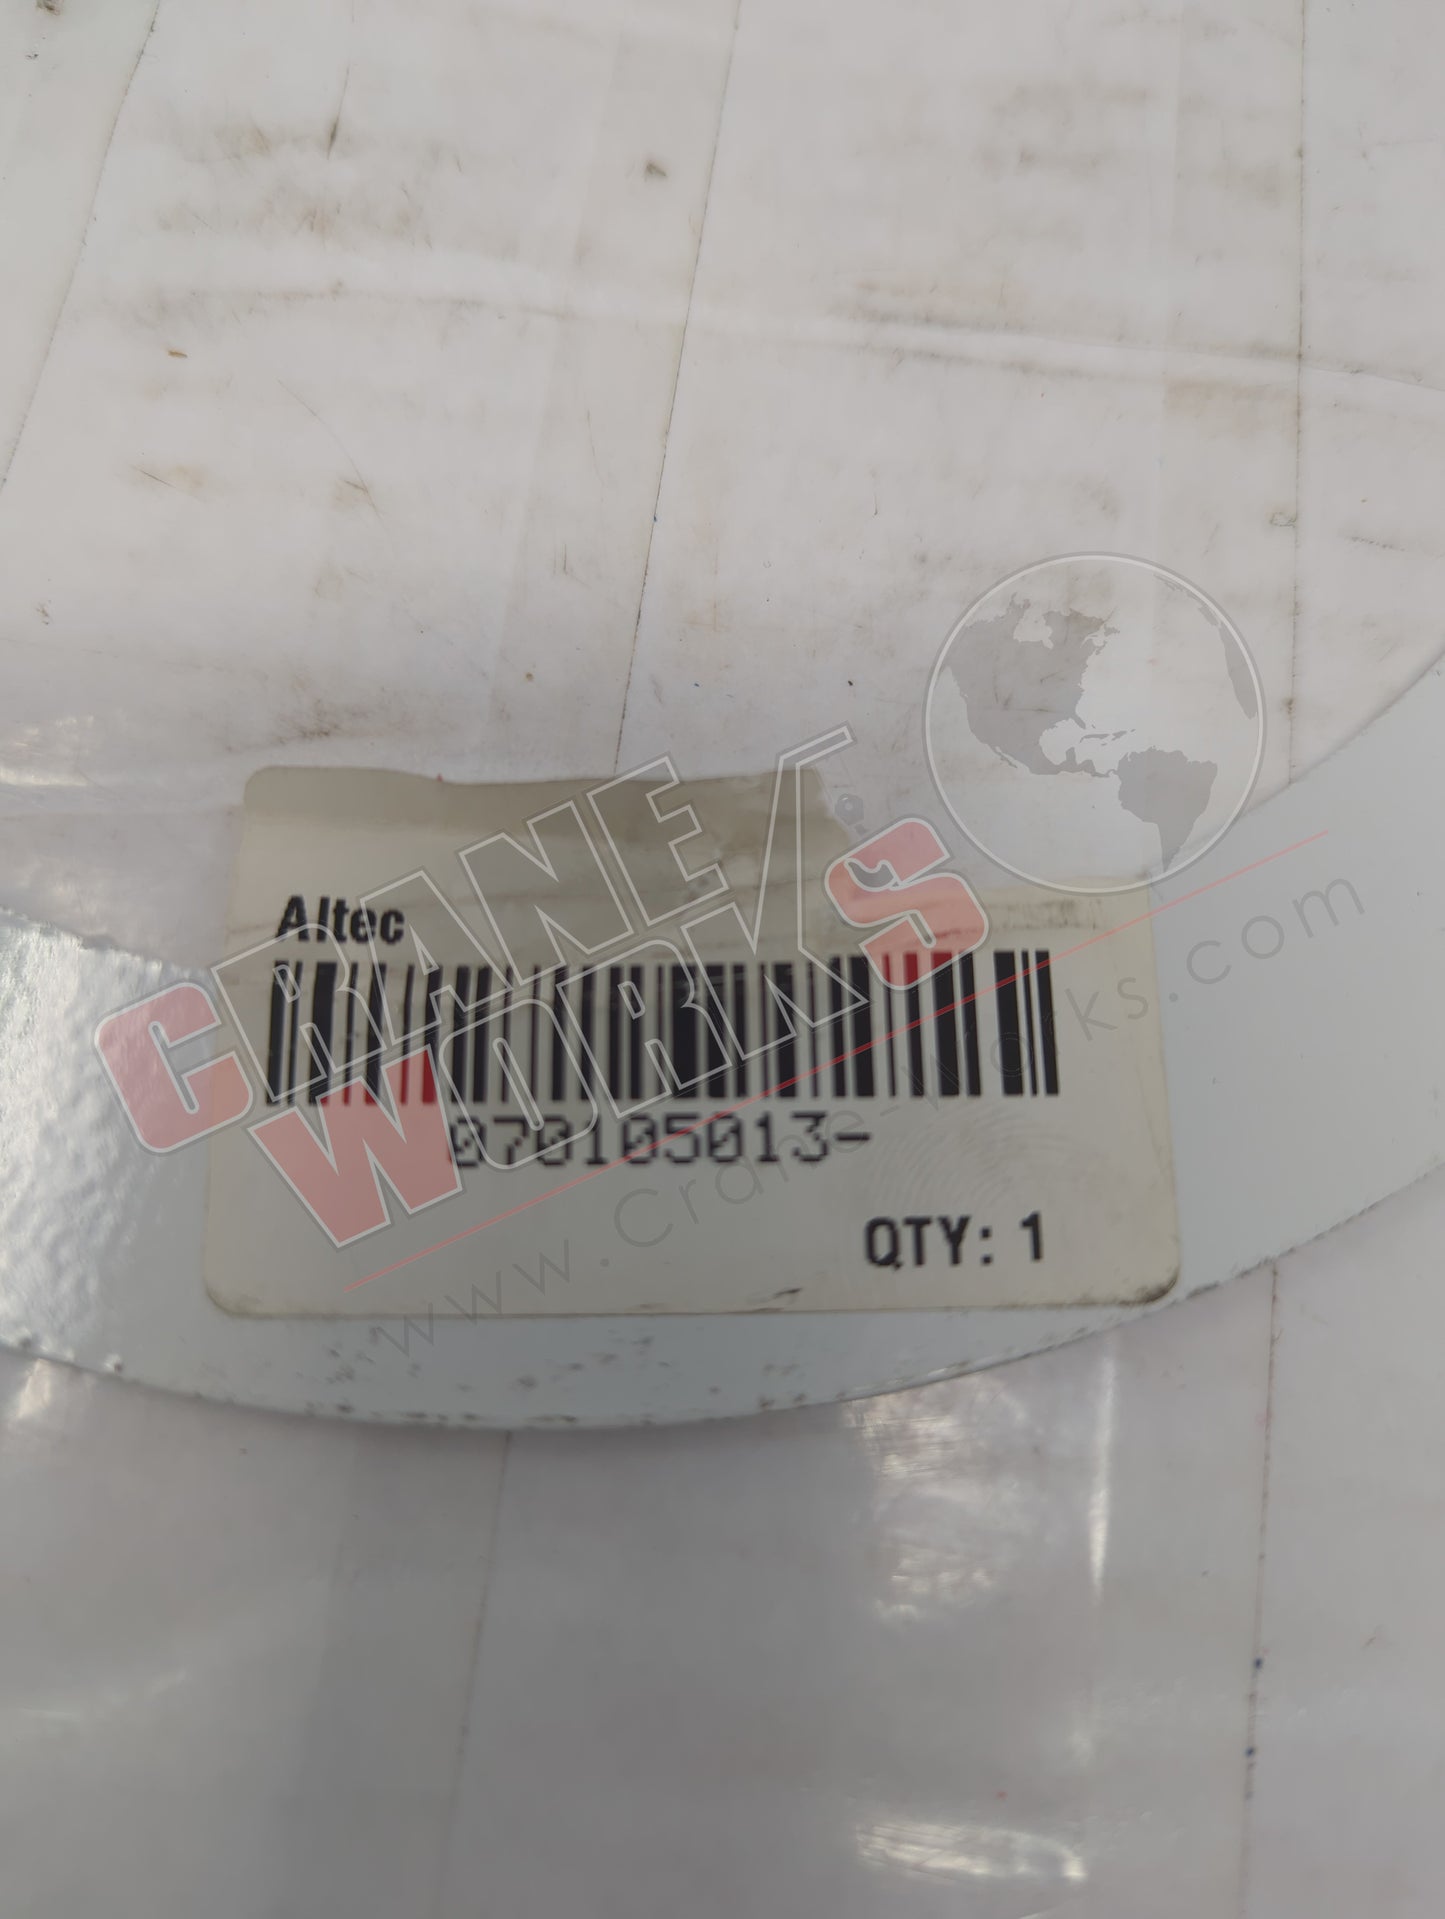 Altec
070105013-
QTY: 1
CRANE
WORKS
www.Crane-Works.com